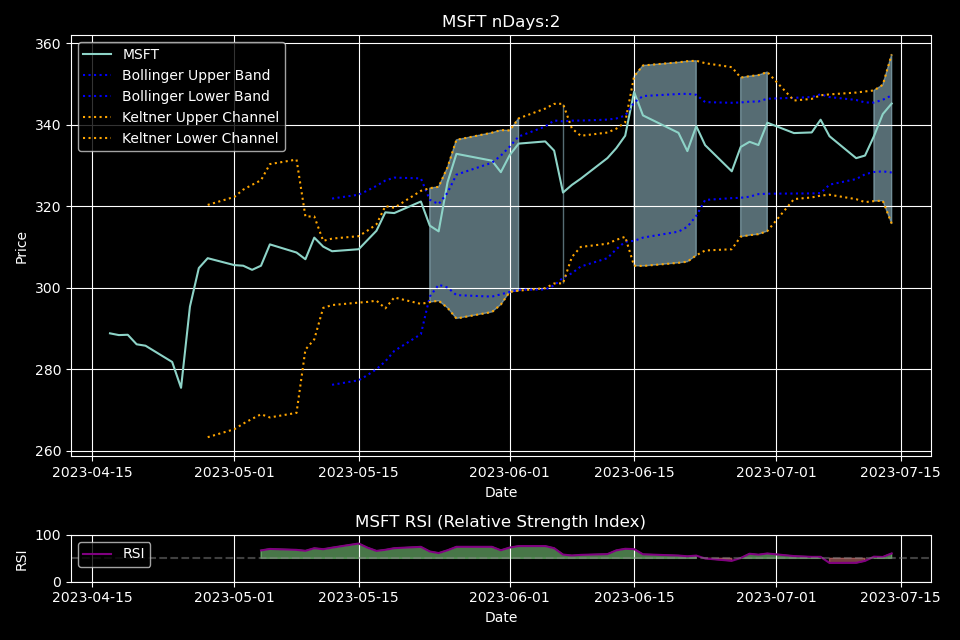 MSFT nDays:2
360
340
320
300
280
260
Price
MSFT
Bollinger Upper Band
Bollinger Lower Band
Keltner Upper Channel
Keltner Lower Channel
2023-04-15 2023-05-01 2023-05-15 2023-06-01 2023-06-15 2023-07-01 2023-07-15
Date
MSFT RSI (Relative Strength Index)
100
0
RSI
RSI
2023-04-15 2023-05-01 2023-05-15 2023-06-01 2023-06-15 2023-07-01 2023-07-15
Date